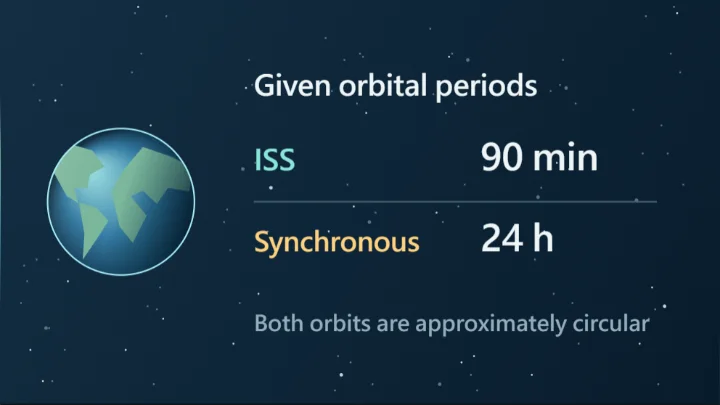 Given orbital periods
ISS 90 min
Synchronous 24 h
Both orbits are approximately circular